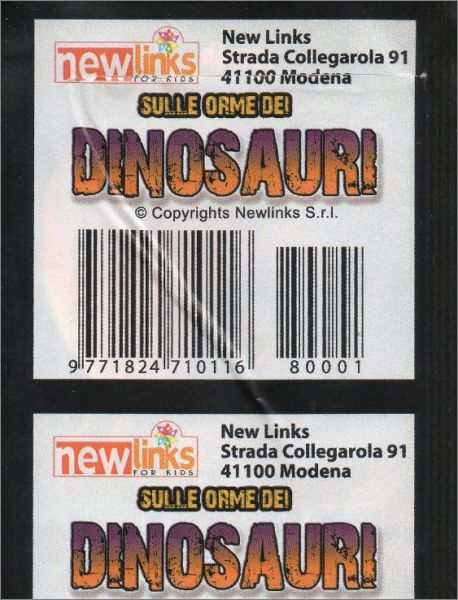 newlinks
FOR KIDS
New Links
Strada Collegarola 91
41100 Modena
SULLE ORME DEI
DINOSAURI
© Copyrights Newlinks S.r.l.
9 771824 710116 80001
newlinks
FOR KIDS
New Links
Strada Collegarola 91
41100 Modena
SULLE ORME DEI
DINOSAURI